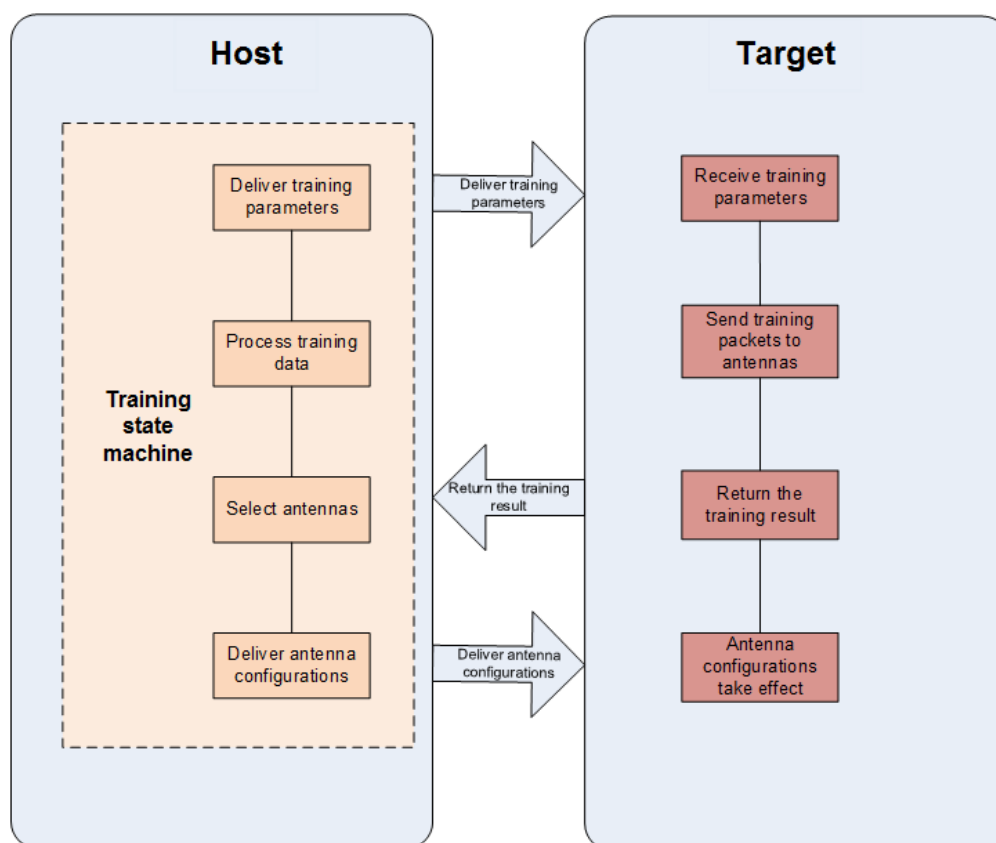 Host
Deliver training
parameters
Process training
data
Training
state
machine
Select antennas
Deliver antenna
configurations
Deliver training
parameters
Return the training
result
Deliver antenna
configurations
Target
Receive training
parameters
Send training
packets to
antennas
Return the
training result
Antenna
configurations
take effect